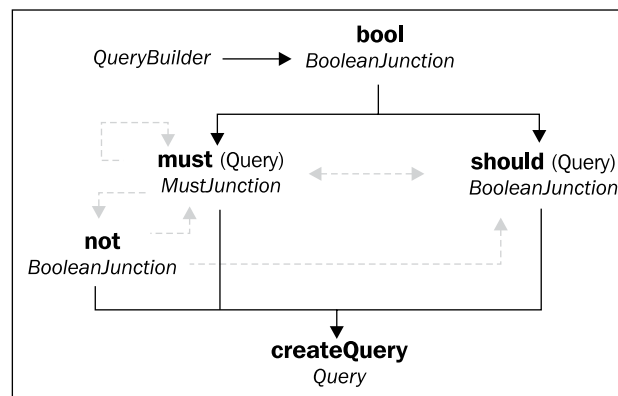 bool
QueryBuilder
BooleanJunction
must (Query)
should (Query)
MustJunction
BooleanJunction
not
BooleanJunction
createQuery
Query